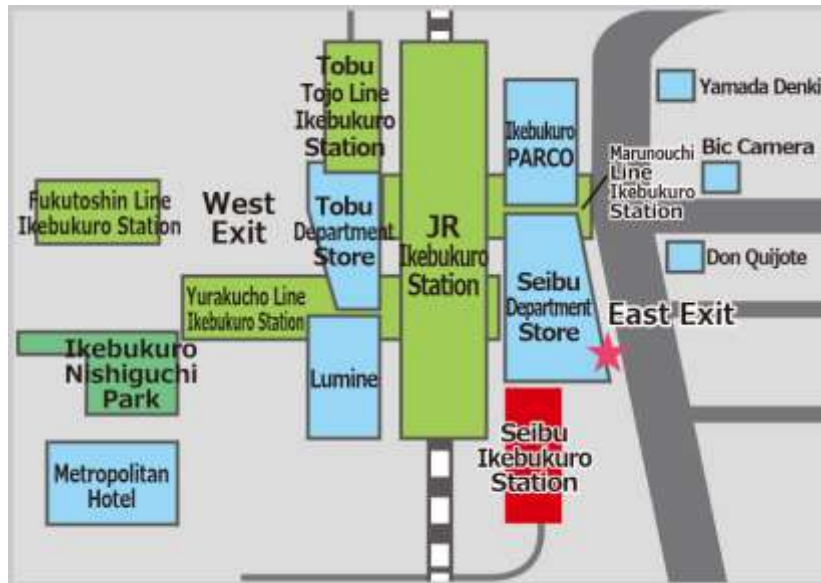 Tobu
Tojo Line
Ikebukuro
Station
Ikebukuro
PARCO
Yamada Denki
Bic Camera
Marunouchi
Line
Ikebukuro
Station
Fukutoshin Line
Ikebukuro Station
West
Exit
Tobu
Department
Store
JR
Ikebukuro
Station
Don Quijote
Yurakucho Line
Ikebukuro Station
Seibu
Department
Store
East Exit
Ikebukuro
Nishiguchi
Park
Lumine
Seibu
Ikebukuro
Station
Metropolitan
Hotel